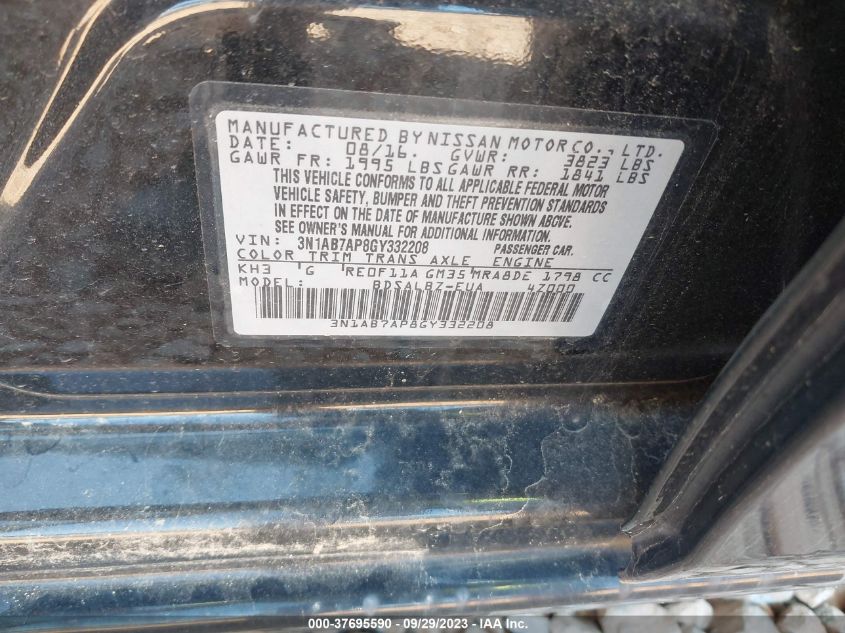 MANUFACTURED BY NISSAN MOTOR CO., LTD.
DATE: 08/16. GVWR: 3823 LBS
GAWR FR: 1995 LBS GAWR RR: 1841 LBS
THIS VEHICLE CONFORMS TO ALL APPLICABLE FEDERAL MOTOR
VEHICLE SAFETY, BUMPER AND THEFT PREVENTION STANDARDS
IN EFFECT ON THE DATE OF MANUFACTURE SHOWN ABOVE.
SEE OWNER'S MANUAL FOR ADDITIONAL INFORMATION
VIN: 3N1AB7AP8GY332208 PASSENGER CAR.
COLOR TRIM TRANS AXLE ENGINE
KH3 'G 'RE0F11A GM35'MRA8DE 1798 CC
MODEL: BDSALBZ-EUA 4Z000
3N1AB7AP8GY332208
000-37695590 - 09/29/2023 - IAA Inc.